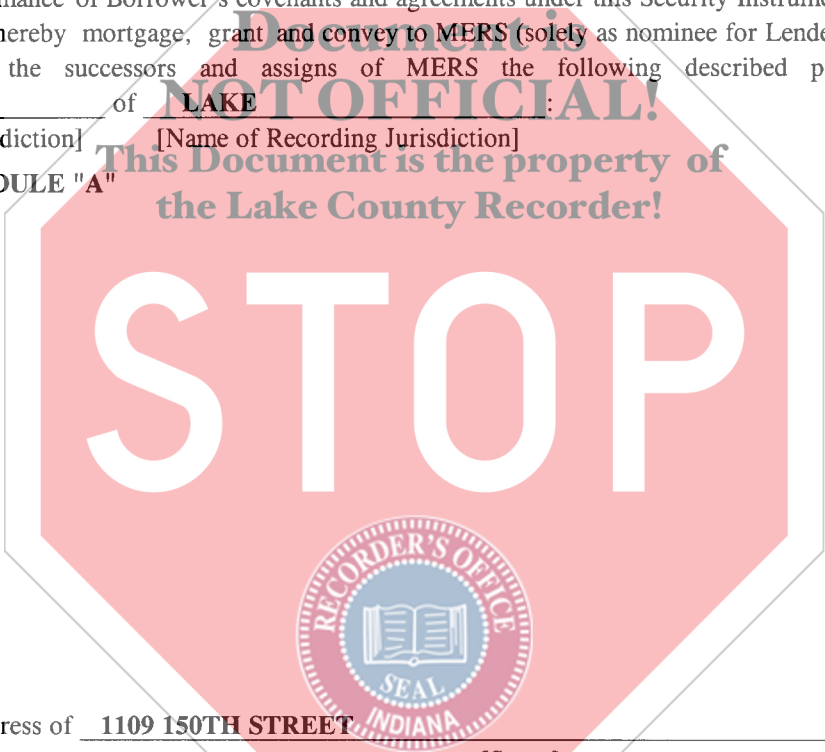 of Borrower's covenants and agreements under this Security Instrum
hereby mortgage, grant and convey to MERS (solely as nominee for Lende
Document is
the successors and assigns of MERS the following described p
of LAKE :
NOT OFFICIAL!
diction] [Name of Recording Jurisdiction]
This Document is the property of
DULE "A"
the Lake County Recorder!
STOP
RECORDER'S OFFICE
SEAL
INDIANA
ress of 1109 150TH STREET